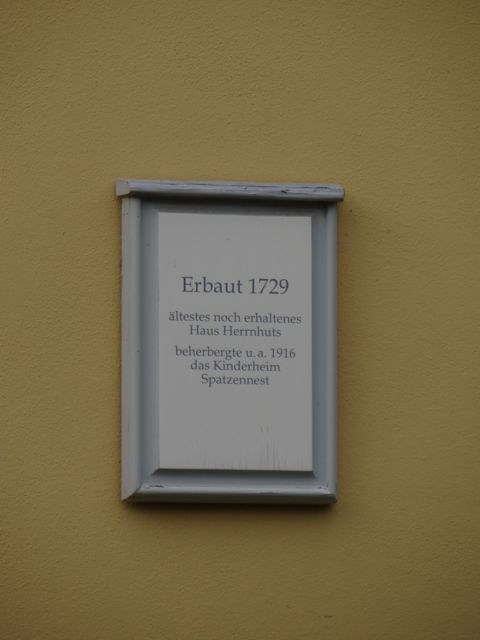 Erbaut 1729
ältestes noch erhaltenes
Haus Herrnhuts
beherbergte u. a. 1916
das Kinderheim
Spatzennest